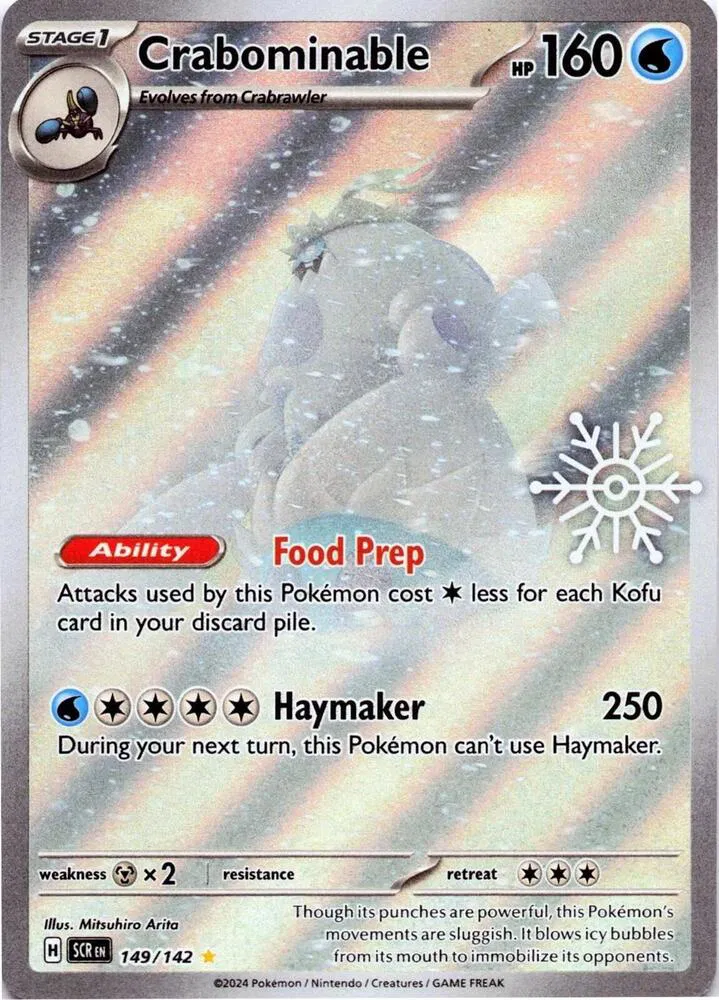 STAGE 1
Crabominable
HP 160
Evolves from Crabrawler
Ability Food Prep
Attacks used by this Pokémon cost less for each Kofu
card in your discard pile.
Haymaker 250
During your next turn, this Pokémon can't use Haymaker.
weakness ×2 resistance retreat
Illus. Mitsuhiro Arita
H SCR EN 149/142
Though its punches are powerful, this Pokémon's
movements are sluggish. It blows icy bubbles
from its mouth to immobilize its opponents.
©2024 Pokémon / Nintendo / Creatures / GAME FREAK